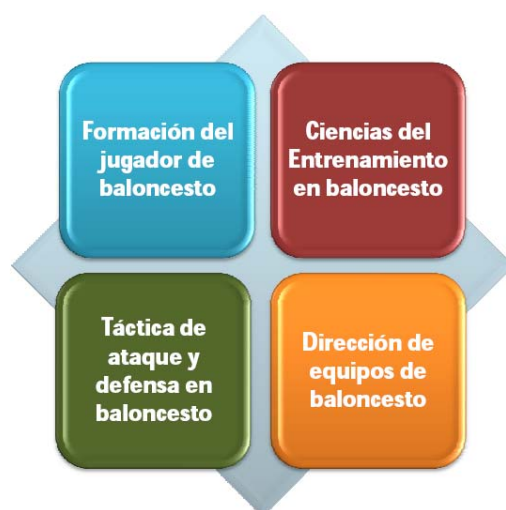 Formación del
jugador de
baloncesto
Ciencias del
Entrenamiento
en baloncesto
Táctica de
ataque y
defensa en
baloncesto
Dirección de
equipos de
baloncesto